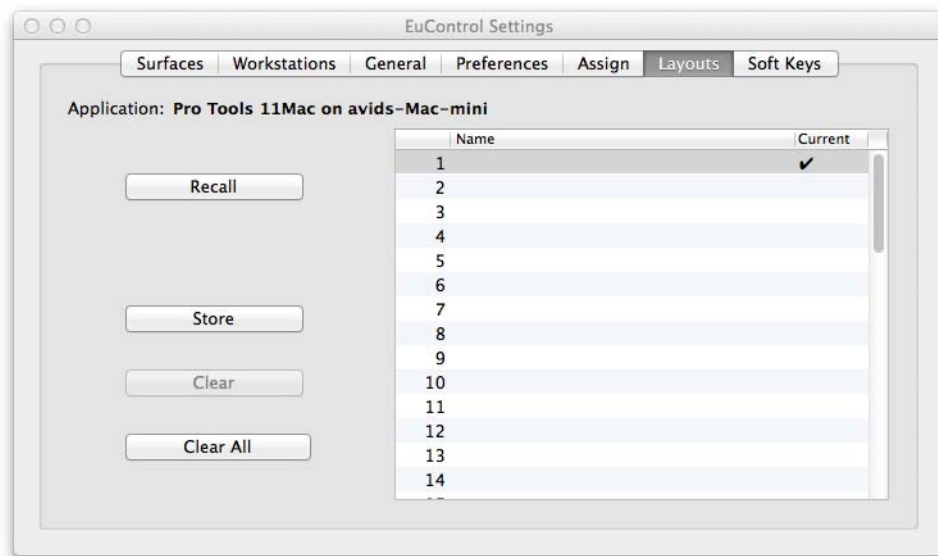 EuControl Settings
Surfaces Workstations General Preferences Assign Layouts Soft Keys
Application: Pro Tools 11Mac on avids-Mac-mini
Name Current
1 ✔
Recall
2
3
4
5
6
7
Store
8
9
10
Clear
11
12
Clear All
13
14